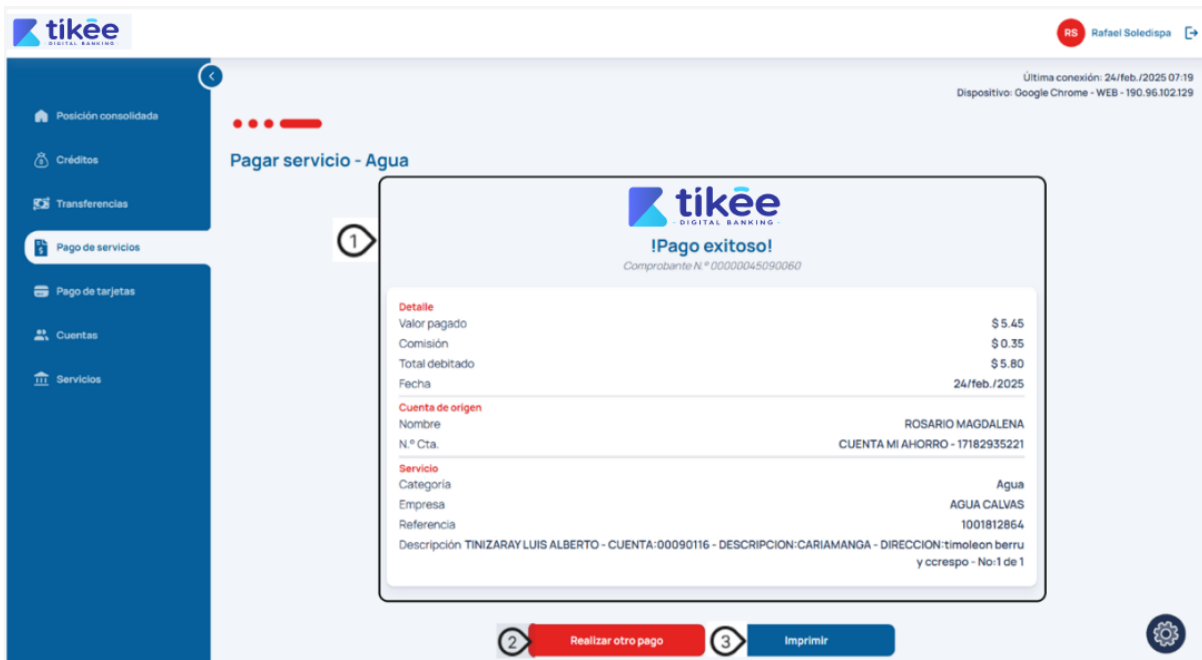 tikēe
DIGITAL BANKING
RS Rafael Soledispa
Última conexión: 24/feb./2025 07:19
Dispositivo: Google Chrome - WEB - 190.96.102.129
Posición consolidada
Créditos
Transferencias
Pago de servicios
Pago de tarjetas
Cuentas
Servicios
Pagar servicio - Agua
1
tikēe
- DIGITAL BANKING -
!Pago exitoso!
Comprobante N.° 00000045090060
Detalle
Valor pagado $ 5.45
Comisión $ 0.35
Total debitado $ 5.80
Fecha 24/feb./2025
Cuenta de origen
Nombre ROSARIO MAGDALENA
N.° Cta. CUENTA MI AHORRO - 17182935221
Servicio
Categoría Agua
Empresa AGUA CALVAS
Referencia 1001812864
Descripción TINIZARAY LUIS ALBERTO - CUENTA:00090116 - DESCRIPCION:CARIAMANGA - DIRECCION:timoleon berru
y ccrespo - No:1 de 1
2 Realizar otro pago 3 Imprimir